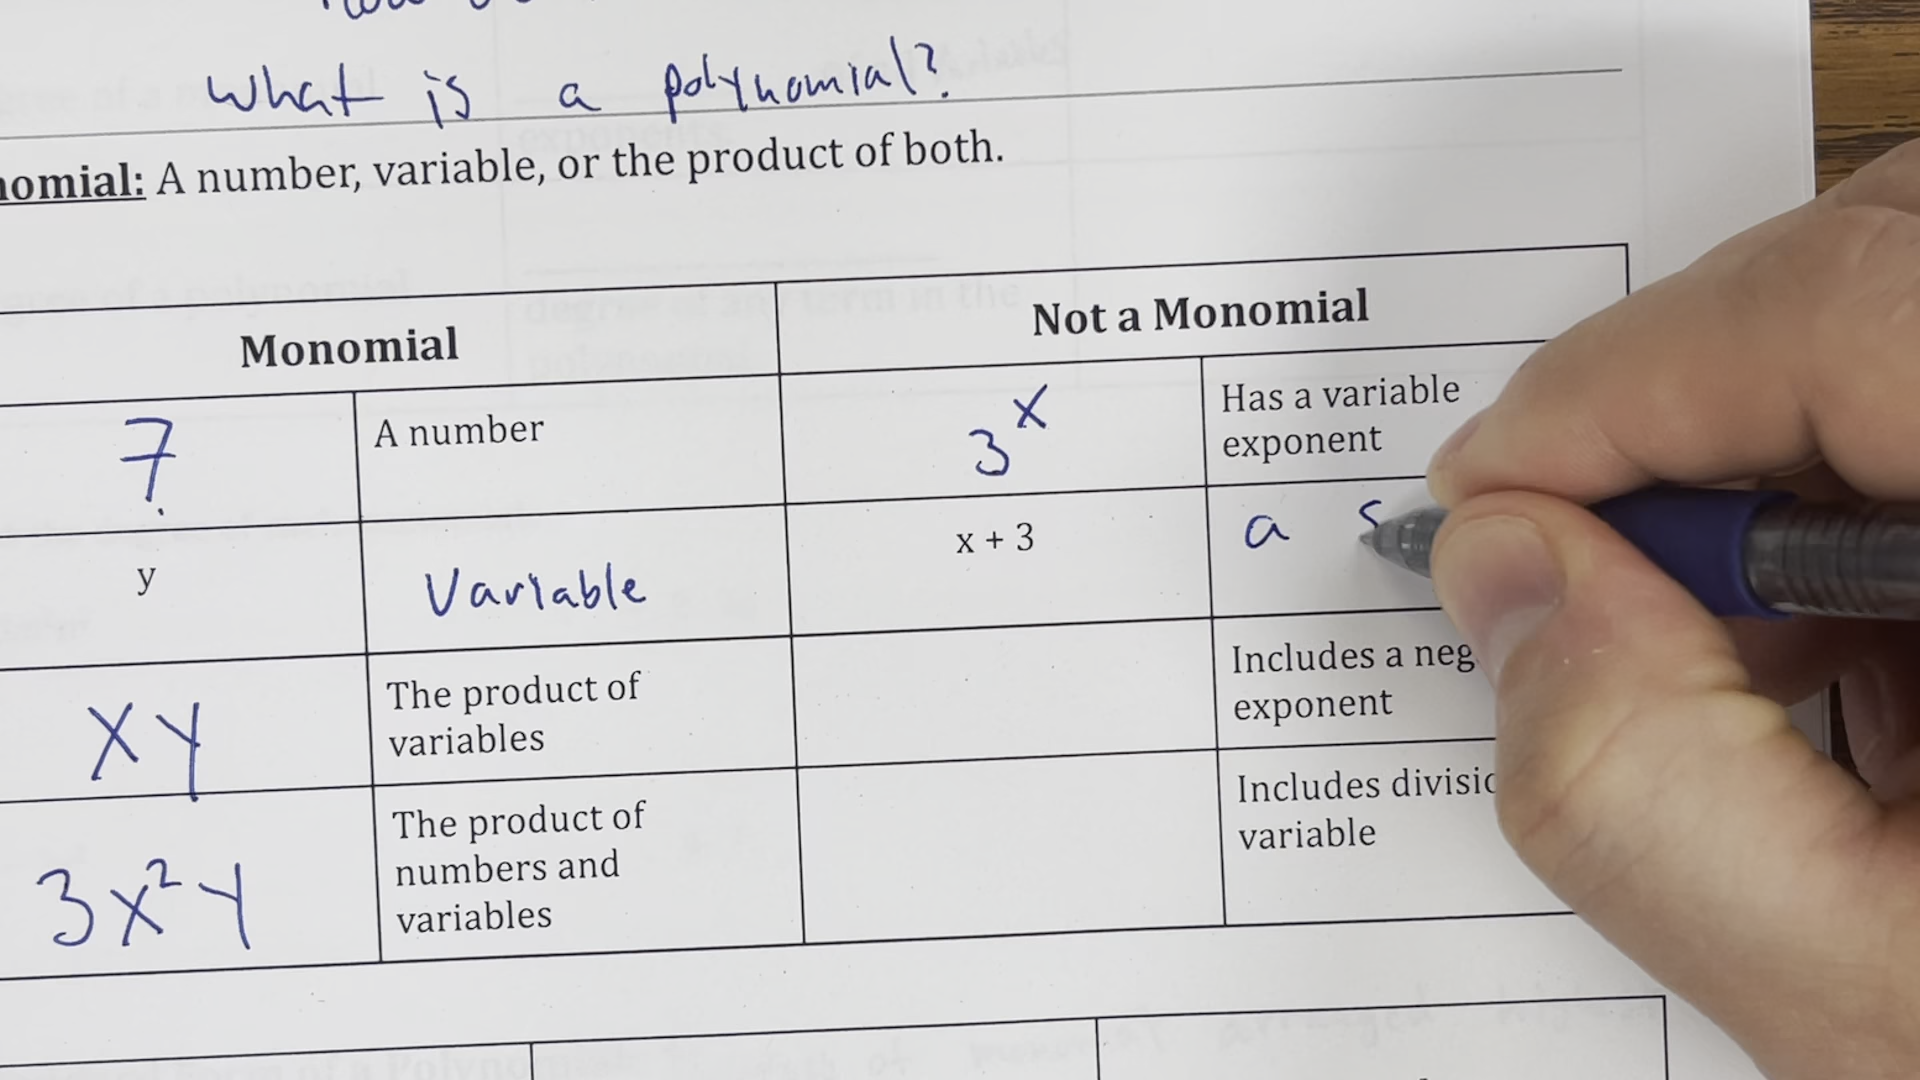 What is a polynomial?
nomial: A number, variable, or the product of both.
Monomial
Not a Monomial
7
A number
3^x
Has a variable
exponent
y
Variable
x + 3
a s
XY
The product of
variables
Includes a neg
exponent
3x²y
The product of
numbers and
variables
Includes divisio
variable